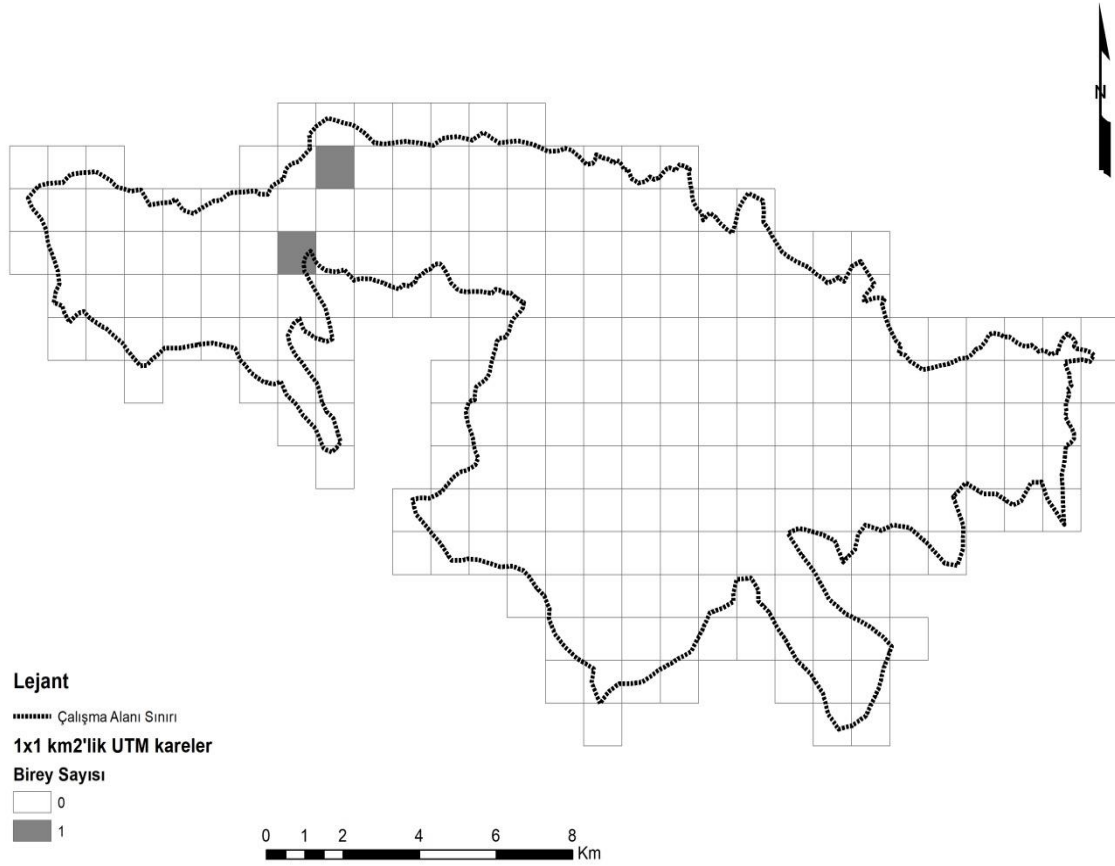 N
Lejant
Çalışma Alanı Sınırı
1x1 km2'lik UTM kareler
Birey Sayısı
0
1
0 1 2 4 6 8
Km